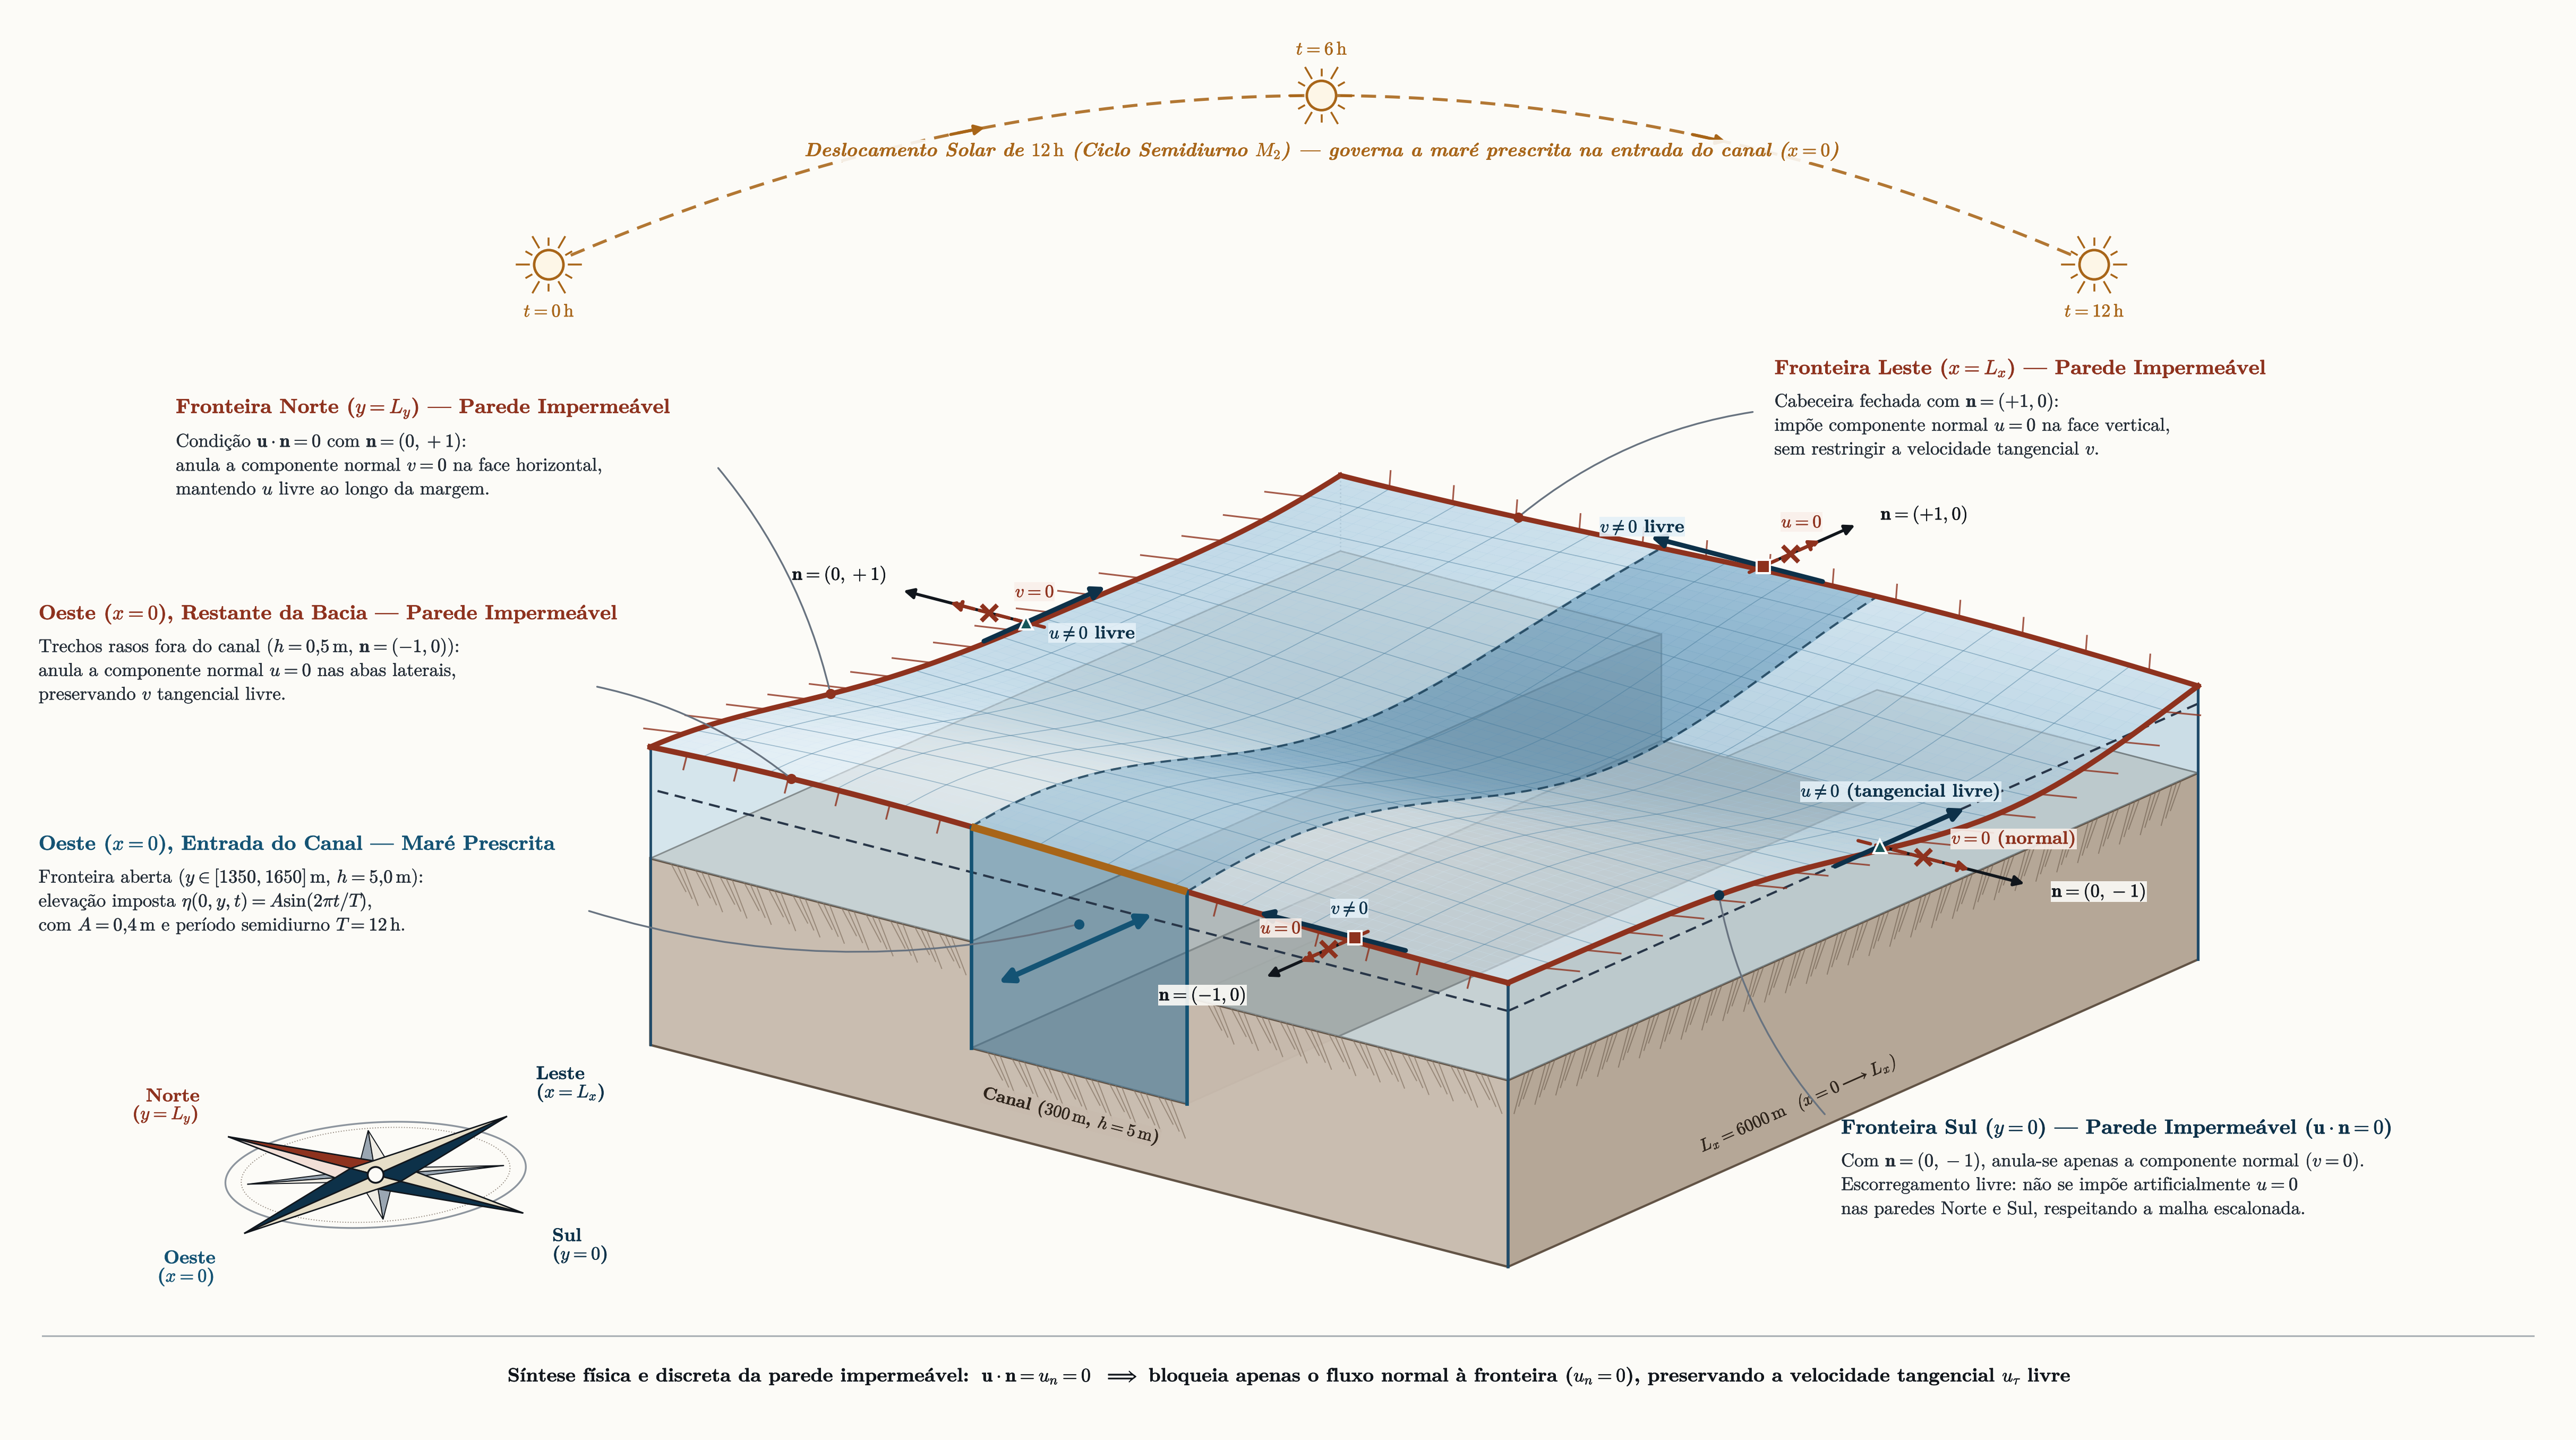 t = 6 h
Deslocamento Solar de 12 h (Ciclo Semidiurno M₂) — governa a maré prescrita na entrada do canal (x = 0)
t = 0 h
t = 12 h
Fronteira Leste (x = Lₓ) — Parede Impermeável
Cabeceira fechada com n = (+1, 0):
impõe componente normal u = 0 na face vertical,
sem restringir a velocidade tangencial v.
Fronteira Norte (y = L_y) — Parede Impermeável
Condição u · n = 0 com n = (0, +1):
anula a componente normal v = 0 na face horizontal,
mantendo u livre ao longo da margem.
v ≠ 0 livre
u = 0
n = (+1, 0)
n = (0, +1)
v = 0
u ≠ 0 livre
Oeste (x = 0), Restante da Bacia — Parede Impermeável
Trechos rasos fora do canal (h = 0,5 m, n = (−1, 0)):
anula a componente normal u = 0 nas abas laterais,
preservando v tangencial livre.
u ≠ 0 (tangencial livre)
v = 0 (normal)
n = (0, −1)
Oeste (x = 0), Entrada do Canal — Maré Prescrita
Fronteira aberta (y ∈ [1350, 1650] m, h = 5,0 m):
elevação imposta η(0, y, t) = A sin(2πt/T),
com A = 0,4 m e período semidiurno T = 12 h.
v ≠ 0
u = 0
n = (−1, 0)
Canal (300 m, h = 5 m)
Lₓ = 6000 m (x = 0 ⟶ Lₓ)
Norte
(y = L_y)
Leste
(x = Lₓ)
Oeste
(x = 0)
Sul
(y = 0)
Fronteira Sul (y = 0) — Parede Impermeável (u · n = 0)
Com n = (0, −1), anula-se apenas a componente normal (v = 0).
Escorregamento livre: não se impõe artificialmente u = 0
nas paredes Norte e Sul, respeitando a malha escalonada.
Síntese física e discreta da parede impermeável: u · n = uₙ = 0 ⟹ bloqueia apenas o fluxo normal à fronteira (uₙ = 0), preservando a velocidade tangencial u_τ livre